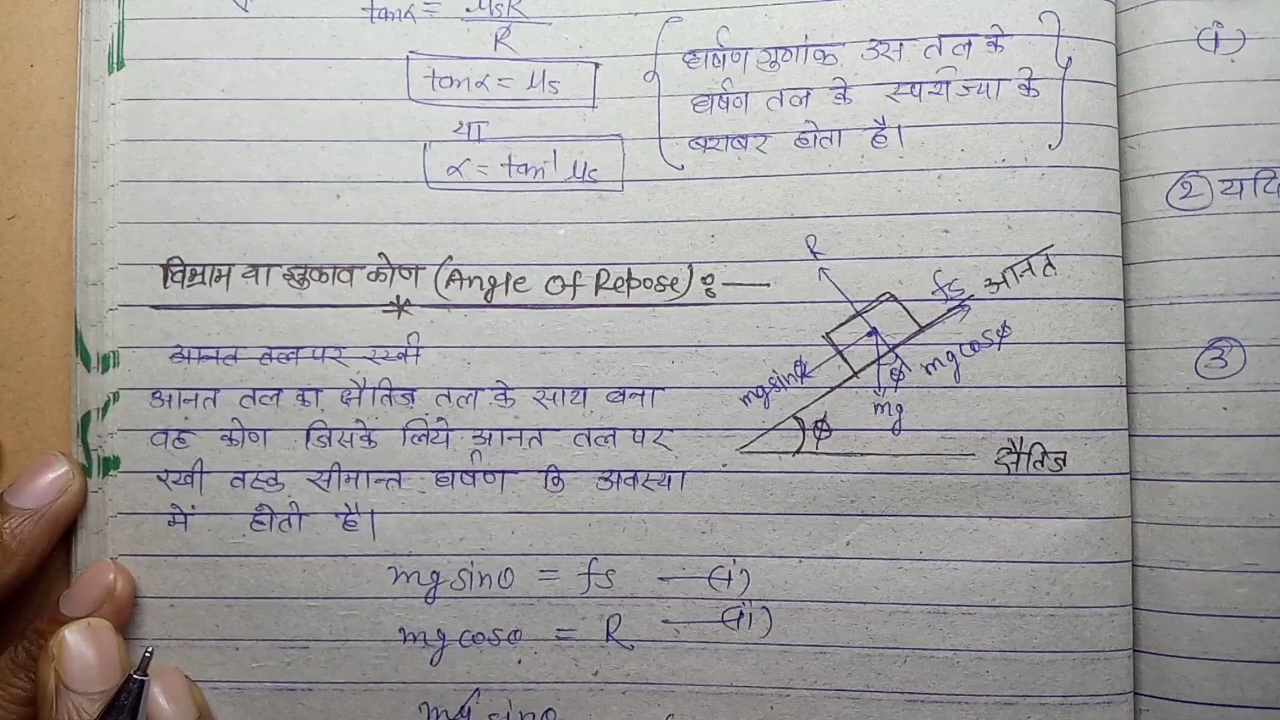 tanα = μsR
R
tanα = μs
या
α = tan⁻¹ μs
घर्षण गुणांक उस तल के
घर्षण तल के स्पर्शज्या के
बराबर होता है।
विश्राम या झुकाव कोण (Angle of Repose) :—
आनत तल पर रखी
आनत तल का क्षैतिज तल के साथ बना
वह कोण जिसके लिये आनत तल पर
रखी वस्तु सीमान्त घर्षण कि अवस्था
में होती है।
R
fs आनत
mg sinϕ
ϕ mg cosϕ
mg
ϕ
क्षैतिज
mg sinθ = fs —(i)
mg cosθ = R —(ii)
mg sinθ
(i)
② यदि
③